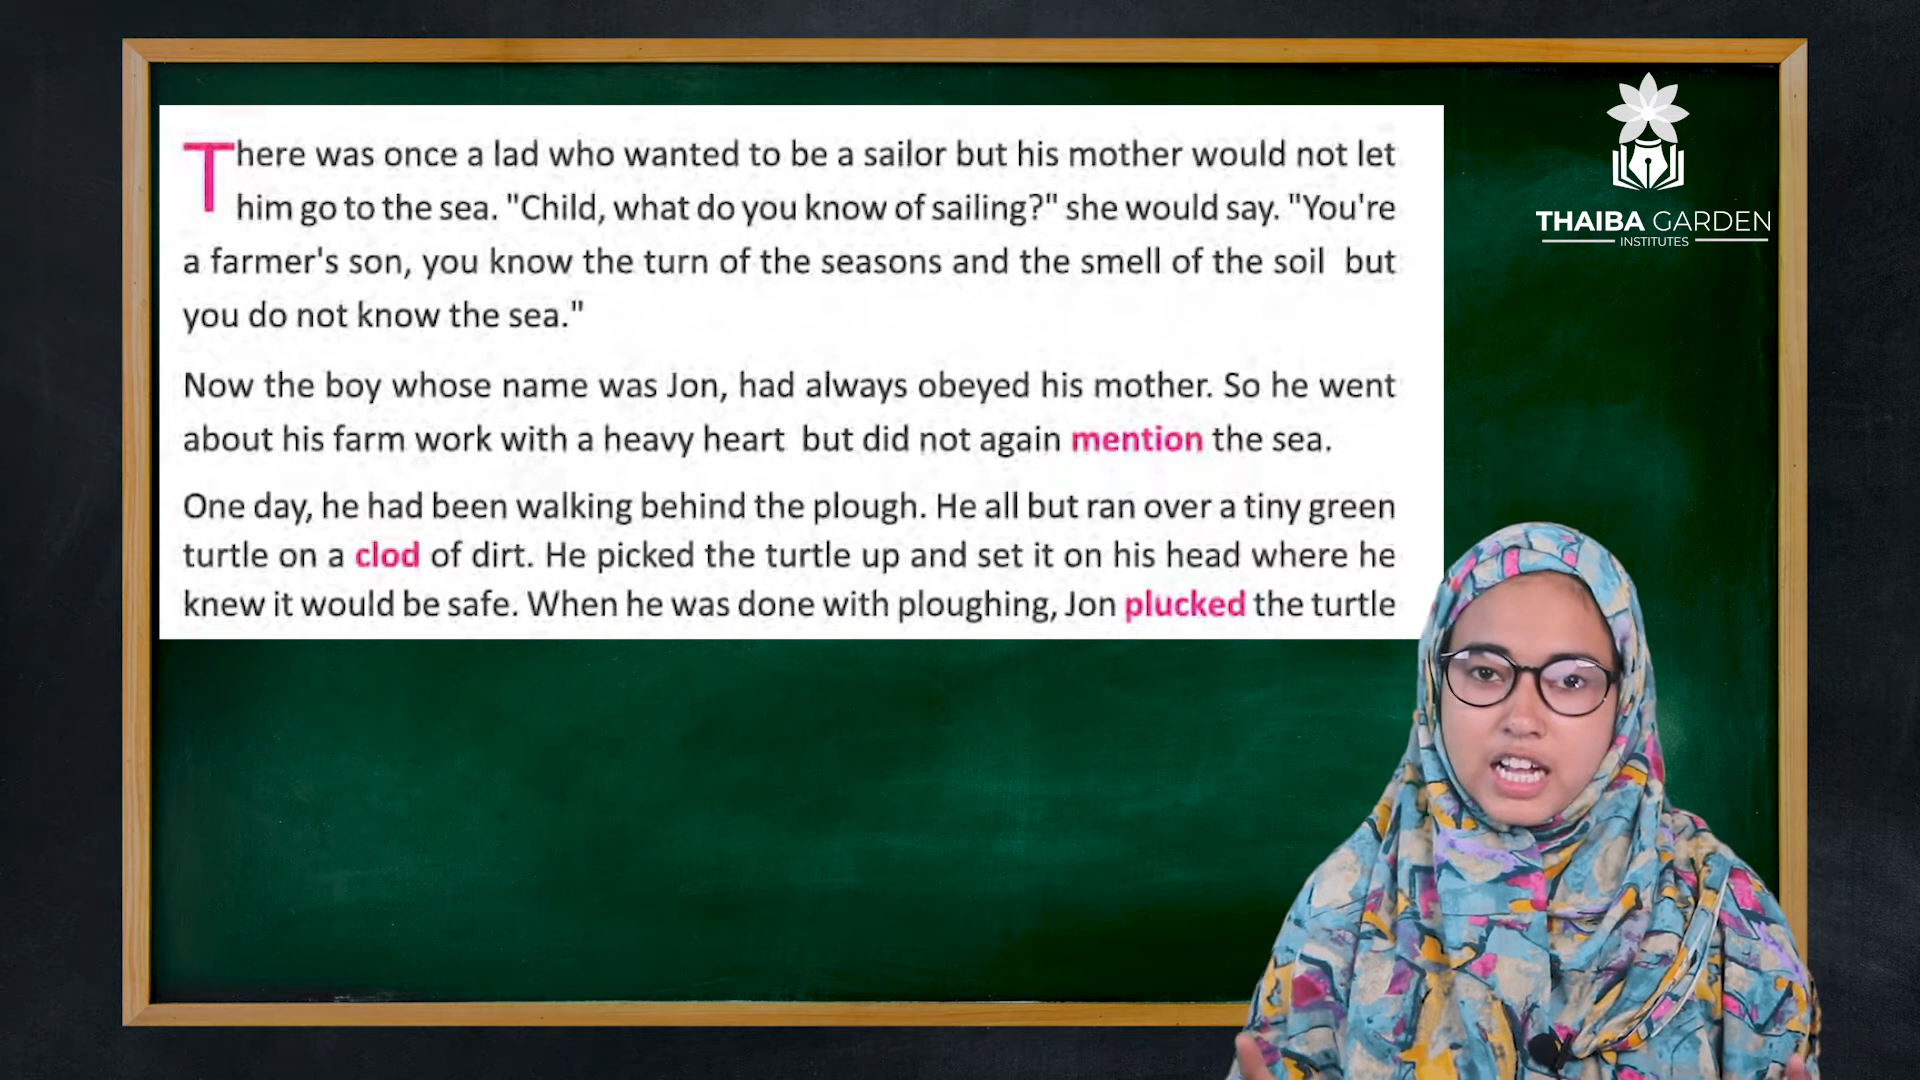 There was once a lad who wanted to be a sailor but his mother would not let
him go to the sea. "Child, what do you know of sailing?" she would say. "You're
a farmer's son, you know the turn of the seasons and the smell of the soil but
you do not know the sea."
Now the boy whose name was Jon, had always obeyed his mother. So he went
about his farm work with a heavy heart but did not again mention the sea.
One day, he had been walking behind the plough. He all but ran over a tiny green
turtle on a clod of dirt. He picked the turtle up and set it on his head where he
knew it would be safe. When he was done with ploughing, Jon plucked the turtle
THAIBA GARDEN
INSTITUTES